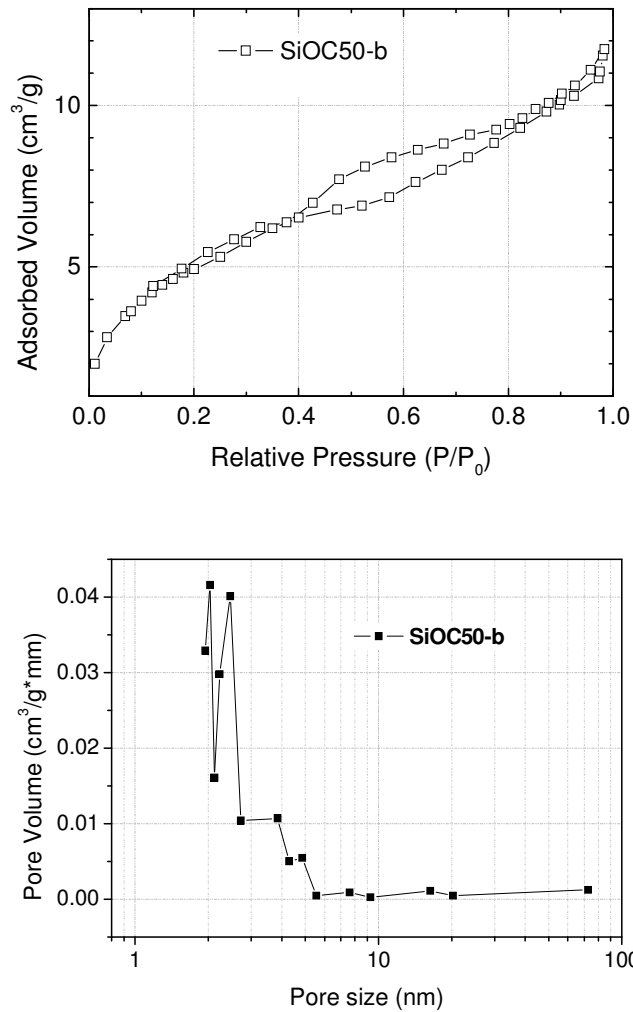 SiOC50-b
Adsorbed Volume (cm³/g)
10
5
0.0 0.2 0.4 0.6 0.8 1.0
Relative Pressure (P/P₀)
0.04
0.03
0.02
0.01
0.00
SiOC50-b
Pore Volume (cm³/g*mm)
1 10 100
Pore size (nm)